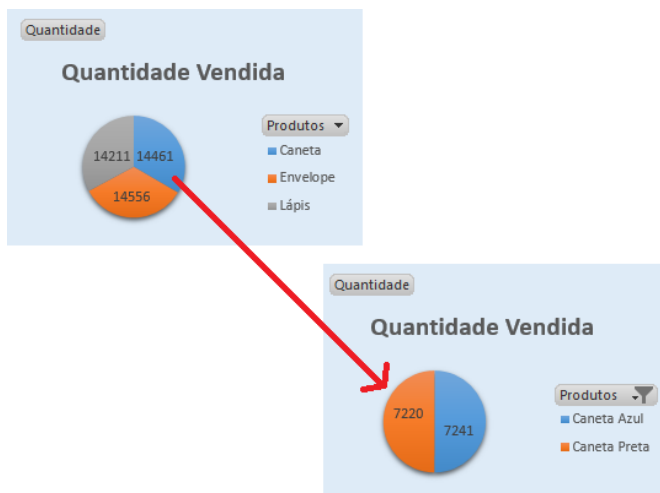 Quantidade
Quantidade Vendida
Produtos
Caneta
14211 14461
Envelope
14556
Lápis
Quantidade
Quantidade Vendida
Produtos
7220
Caneta Azul
7241
Caneta Preta